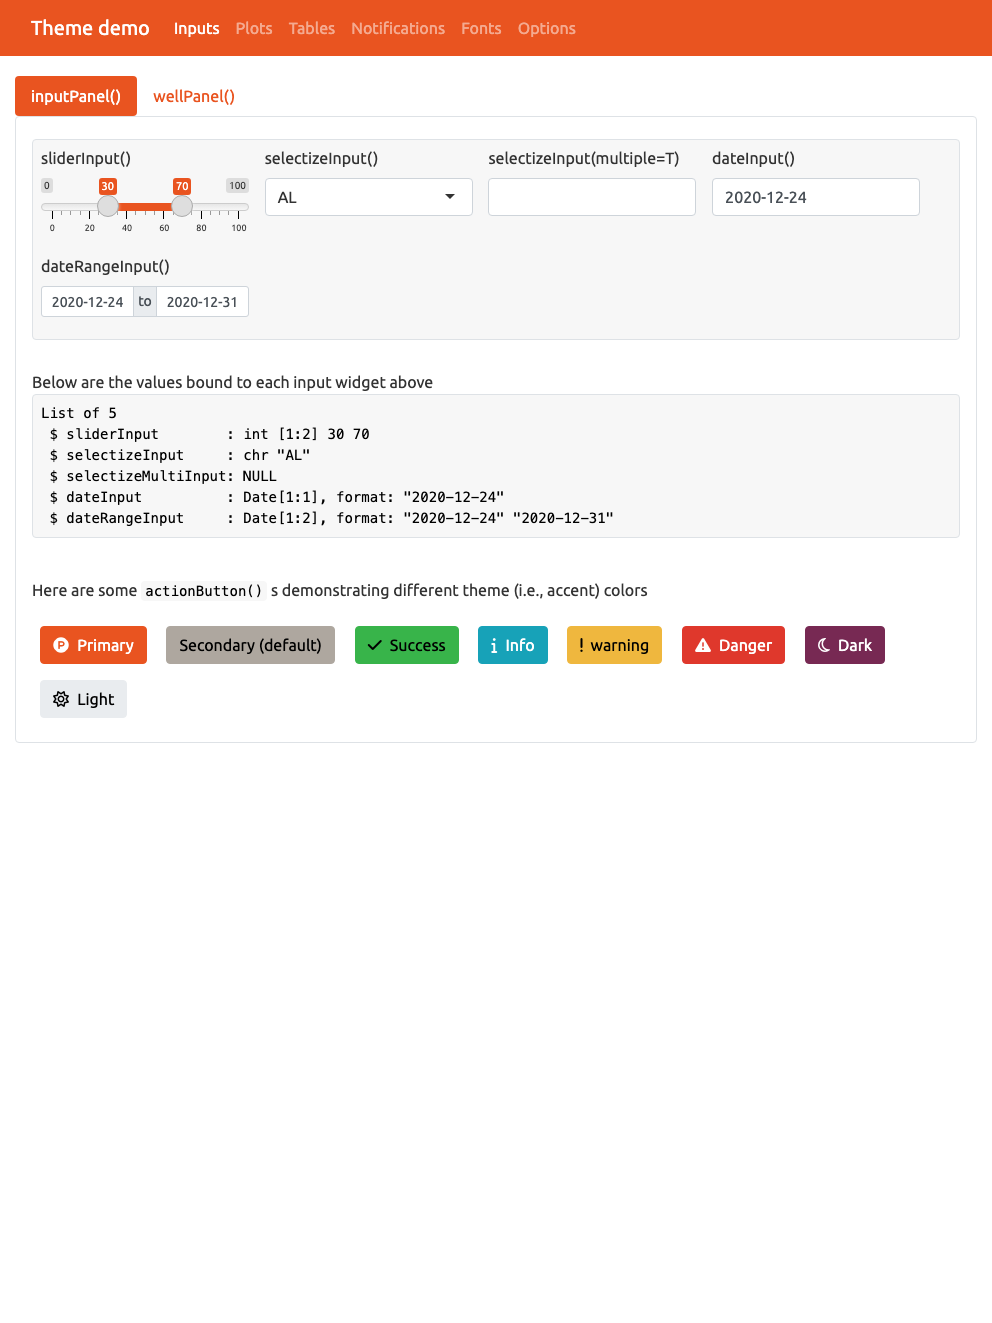 Theme demo Inputs Plots Tables Notifications Fonts Options
inputPanel() wellPanel()
sliderInput() selectizeInput() selectizeInput(multiple=T) dateInput()
0 30 70 100
AL 2020-12-24
0 20 40 60 80 100
dateRangeInput()
2020-12-24 to 2020-12-31
Below are the values bound to each input widget above
List of 5
$ sliderInput : int [1:2] 30 70
$ selectizeInput : chr "AL"
$ selectizeMultiInput: NULL
$ dateInput : Date[1:1], format: "2020-12-24"
$ dateRangeInput : Date[1:2], format: "2020-12-24" "2020-12-31"
Here are some actionButton() s demonstrating different theme (i.e., accent) colors
Primary Secondary (default) Success Info warning Danger Dark
Light